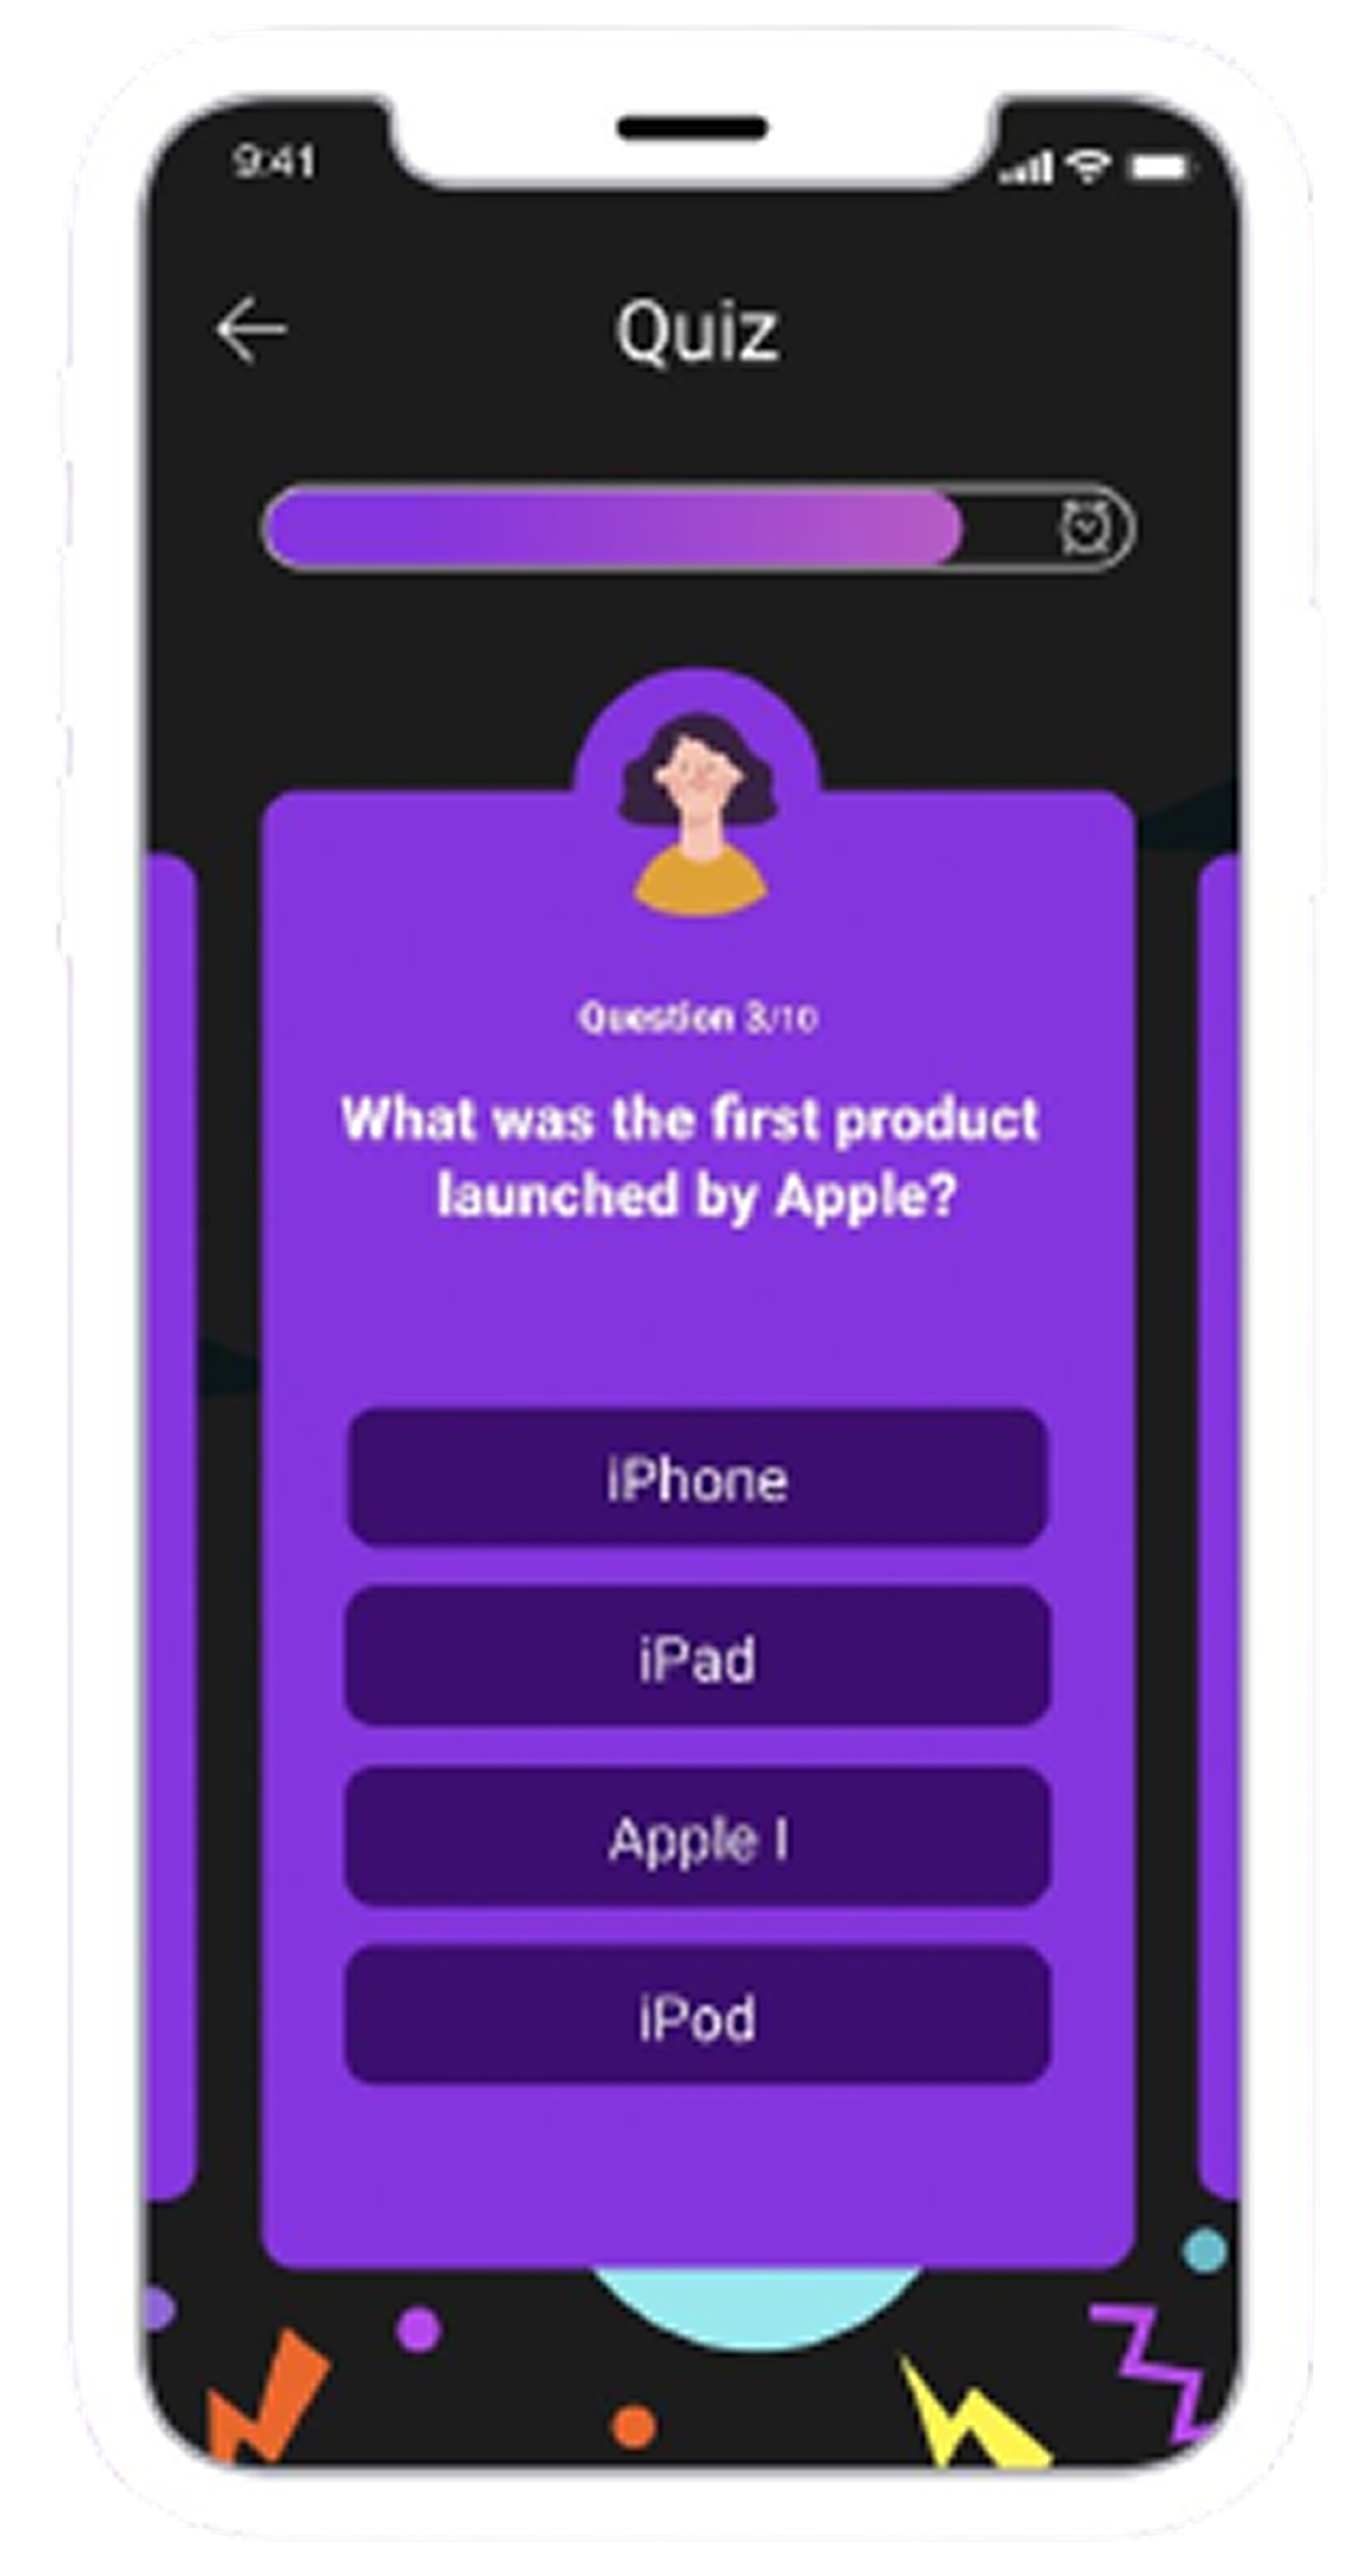 9:41
Quiz
Question 3/10
What was the first product
launched by Apple?
iPhone
iPad
Apple I
iPod